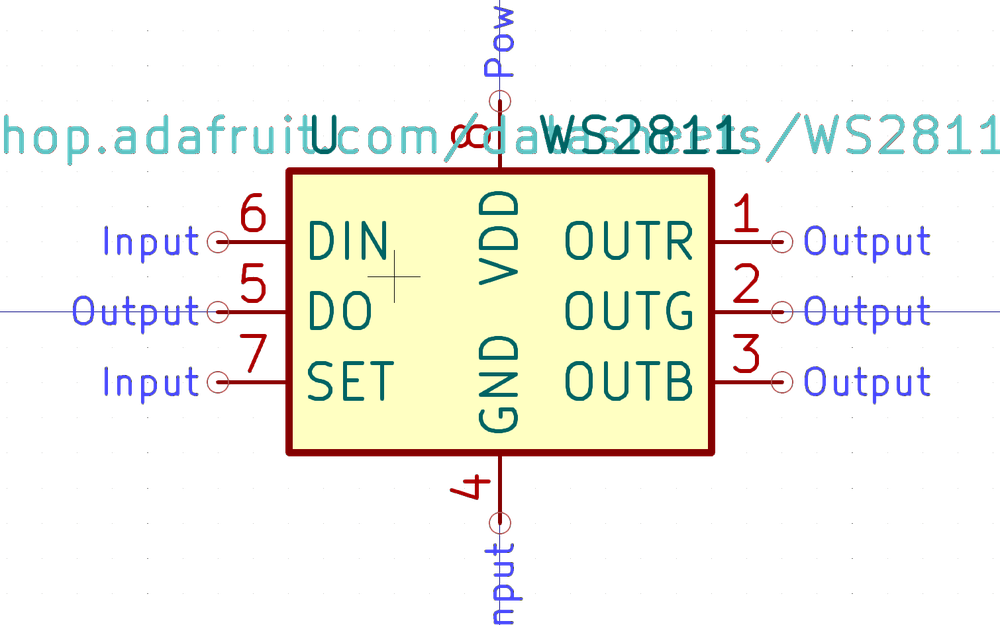 Pow
hop.adafruit.com/datasheets/WS2811
U 8 WS2811
6 1
Input DIN VDD OUTR Output
5 2
Output DO OUTG Output
7 3
Input SET GND OUTB Output
4
nput